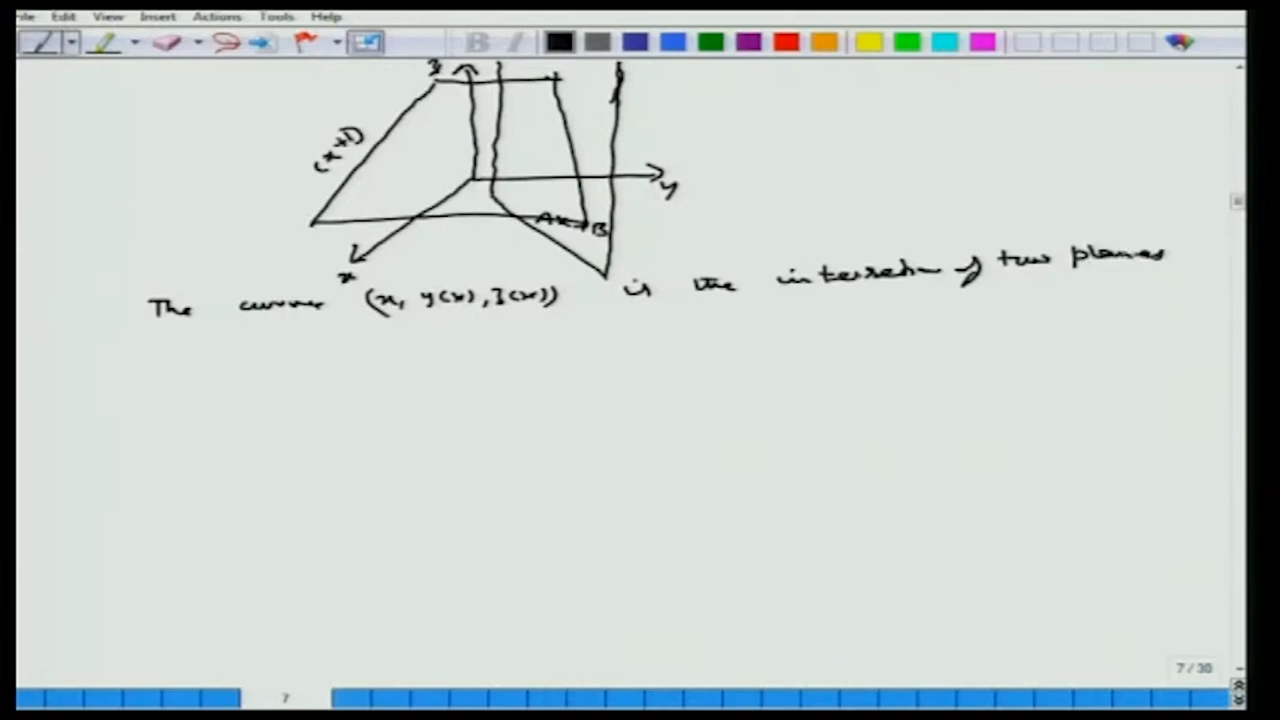 File Edit View Insert Actions Tools Help
B I
z
(x+1)
y
Ax+B
x
The curve (x, y(x), z(x)) is the intersection of two planes
7 / 30
7